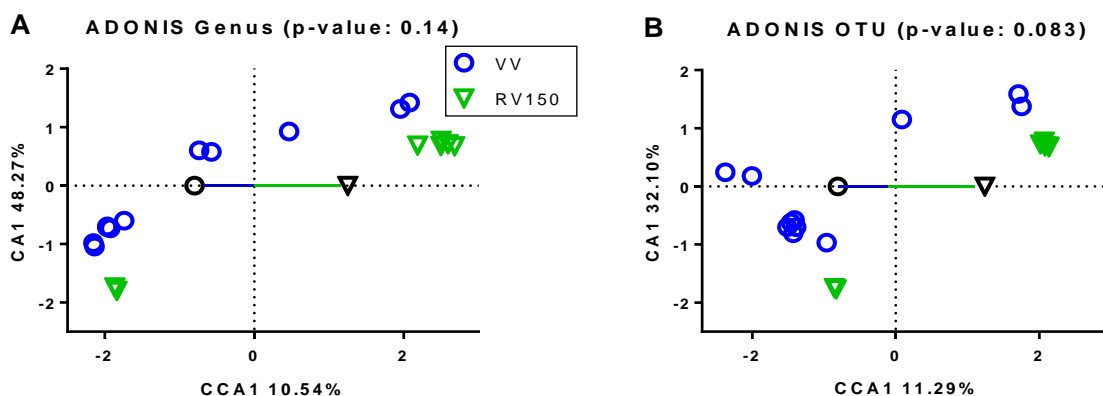 A
ADONIS Genus (p-value: 0.14)
VV
RV150
2
1
0
-1
-2
CA1 48.27%
-2
0
2
CCA1 10.54%
B
ADONIS OTU (p-value: 0.083)
2
1
0
-1
-2
CA1 32.10%
-2
0
2
CCA1 11.29%